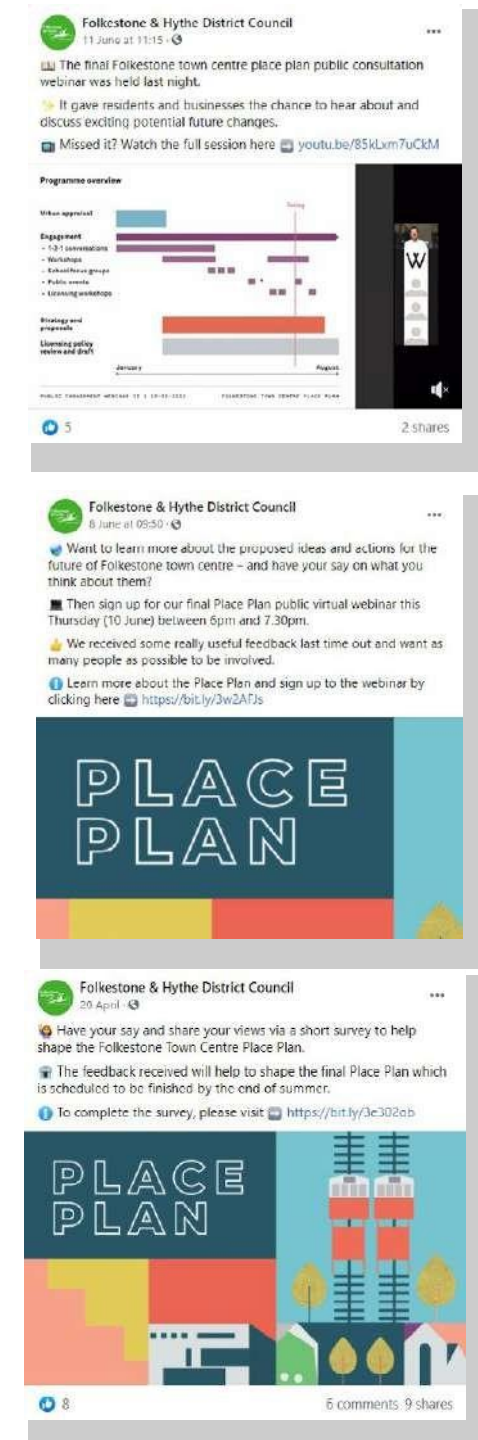 Folkestone & Hythe District Council
11 June at 11:15
The final Folkestone town centre place plan public consultation
webinar was held last night.
It gave residents and businesses the chance to hear about and
discuss exciting potential future changes.
Missed it? Watch the full session here youtu.be/85kLxm7uCkM
Programme overview
Today
Urban appraisal
Engagement
- 1-2-1 conversations
- Workshops
- School focus groups
- Public events
- Licensing workshops
Strategy and
proposals
Licensing policy
review and draft
January August
FOLKESTONE TOWN CENTRE PLACE PLAN
W
5 2 shares
Folkestone & Hythe District Council
8 June at 09:50
Want to learn more about the proposed ideas and actions for the
future of Folkestone town centre – and have your say on what you
think about them?
Then sign up for our final Place Plan public virtual webinar this
Thursday (10 June) between 6pm and 7.30pm.
We received some really useful feedback last time out and want as
many people as possible to be involved.
Learn more about the Place Plan and sign up to the webinar by
clicking here https://bit.ly/3w2AFJs
PLACE
PLAN
Folkestone & Hythe District Council
April
Have your say and share your views via a short survey to help
shape the Folkestone Town Centre Place Plan.
The feedback received will help to shape the final Place Plan which
is scheduled to be finished by the end of summer.
To complete the survey, please visit
PLACE
PLAN
8 6 comments 9 shares